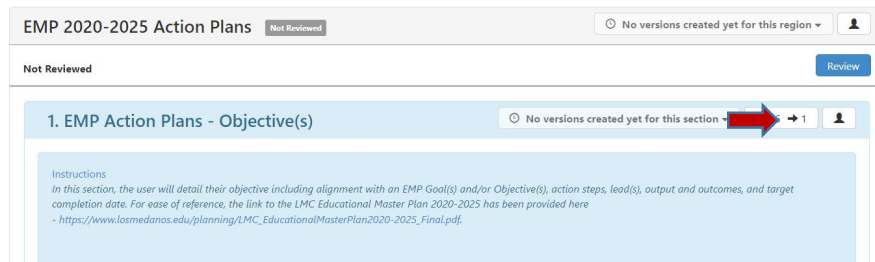 EMP 2020-2025 Action Plans Not Reviewed No versions created yet for this region
Not Reviewed Review
1. EMP Action Plans - Objective(s) No versions created yet for this section 1
Instructions
In this section, the user will detail their objective including alignment with an EMP Goal(s) and/or Objective(s), action steps, lead(s), output and outcomes, and target
completion date. For ease of reference, the link to the LMC Educational Master Plan 2020-2025 has been provided here
- https://www.losmedanos.edu/planning/LMC_EducationalMasterPlan2020-2025_Final.pdf.